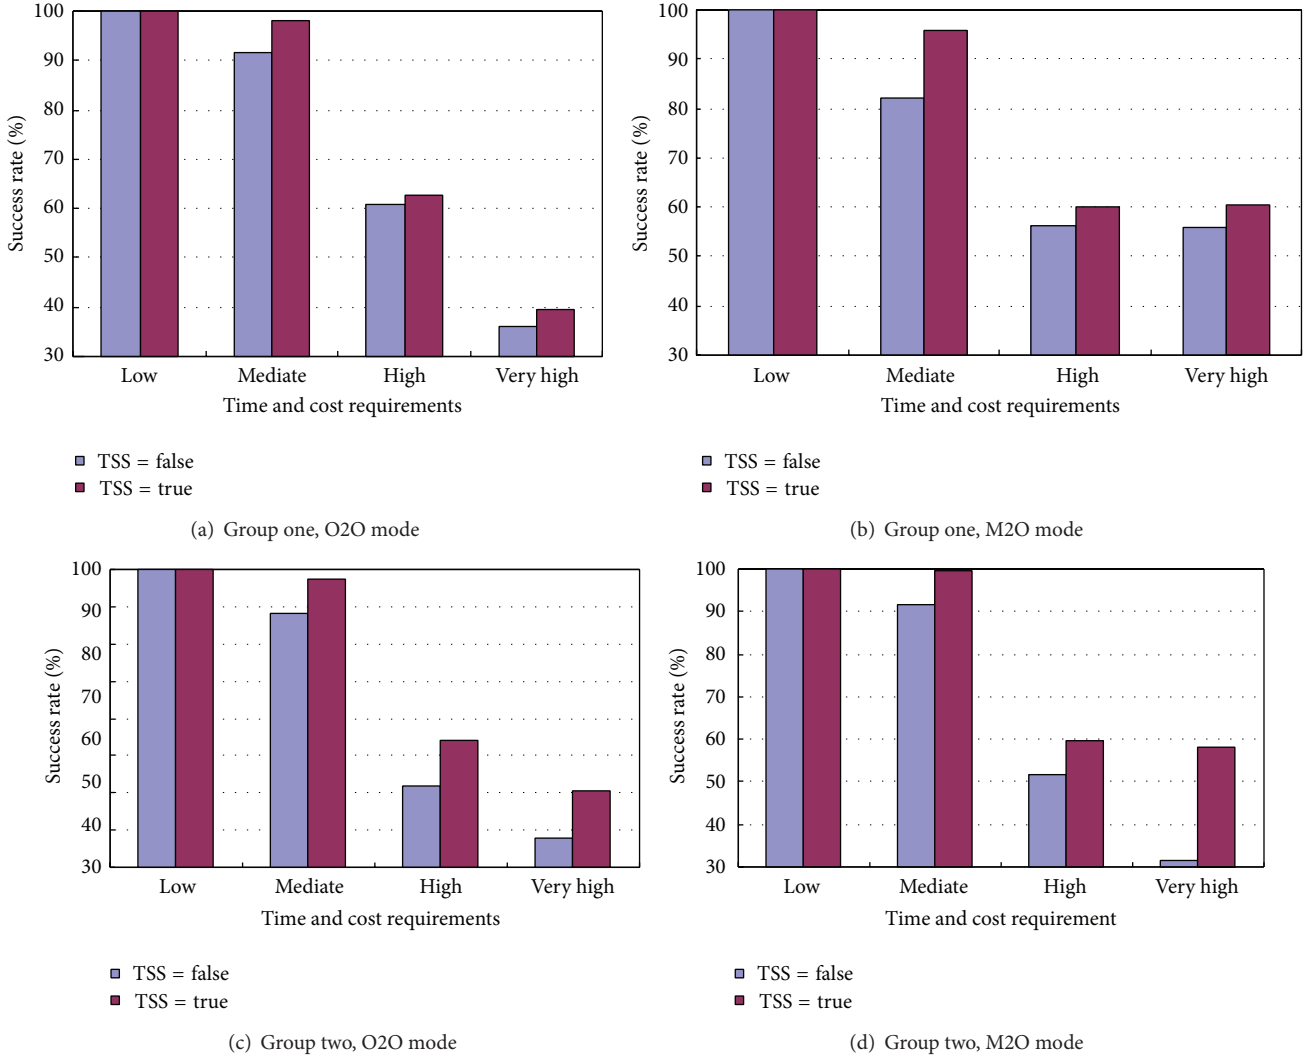 100
90
80
70
60
50
40
30
Success rate (%)
Low Mediate High Very high
Time and cost requirements
TSS = false
TSS = true
(a) Group one, O2O mode
100
90
80
70
60
50
40
30
Success rate (%)
Low Mediate High Very high
Time and cost requirements
TSS = false
TSS = true
(b) Group one, M2O mode
100
90
80
70
60
50
40
30
Success rate (%)
Low Mediate High Very high
Time and cost requirements
TSS = false
TSS = true
(c) Group two, O2O mode
100
90
80
70
60
50
40
30
Success rate (%)
Low Mediate High Very high
Time and cost requirement
TSS = false
TSS = true
(d) Group two, M2O mode